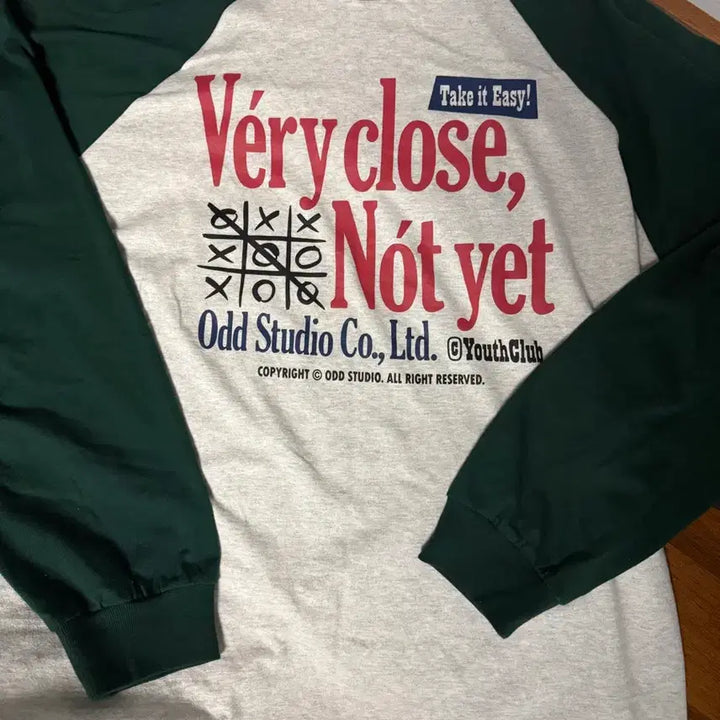 Take it Easy!
Véry close,
Nót yet
O X X
X O O
X O O
Odd Studio Co., Ltd. ©YouthClub
COPYRIGHT © ODD STUDIO. ALL RIGHT RESERVED.